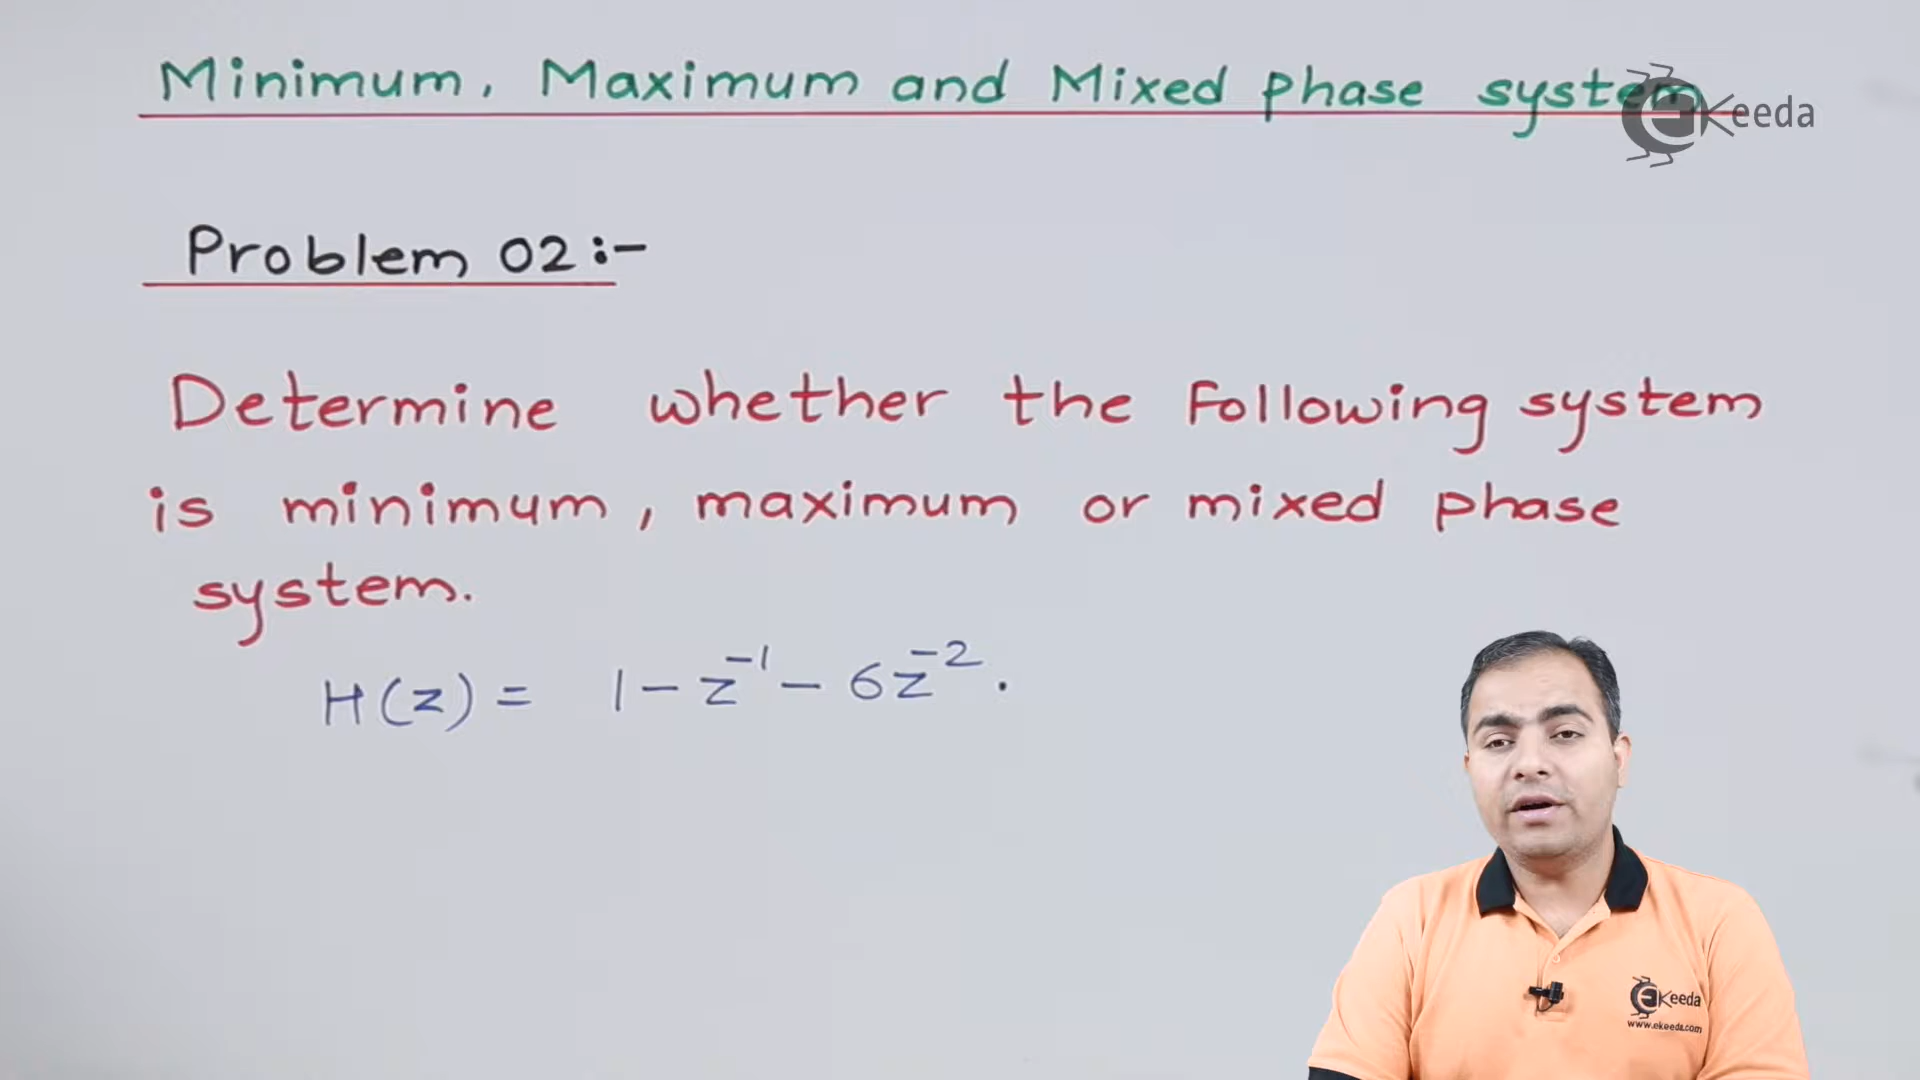 Minimum, Maximum and Mixed phase system
eKeeda
Problem 02:-
Determine whether the Following system
is minimum, maximum or mixed phase
system.
H(z) = 1 - z⁻¹ - 6z⁻².
eKeeda
www.ekeeda.com